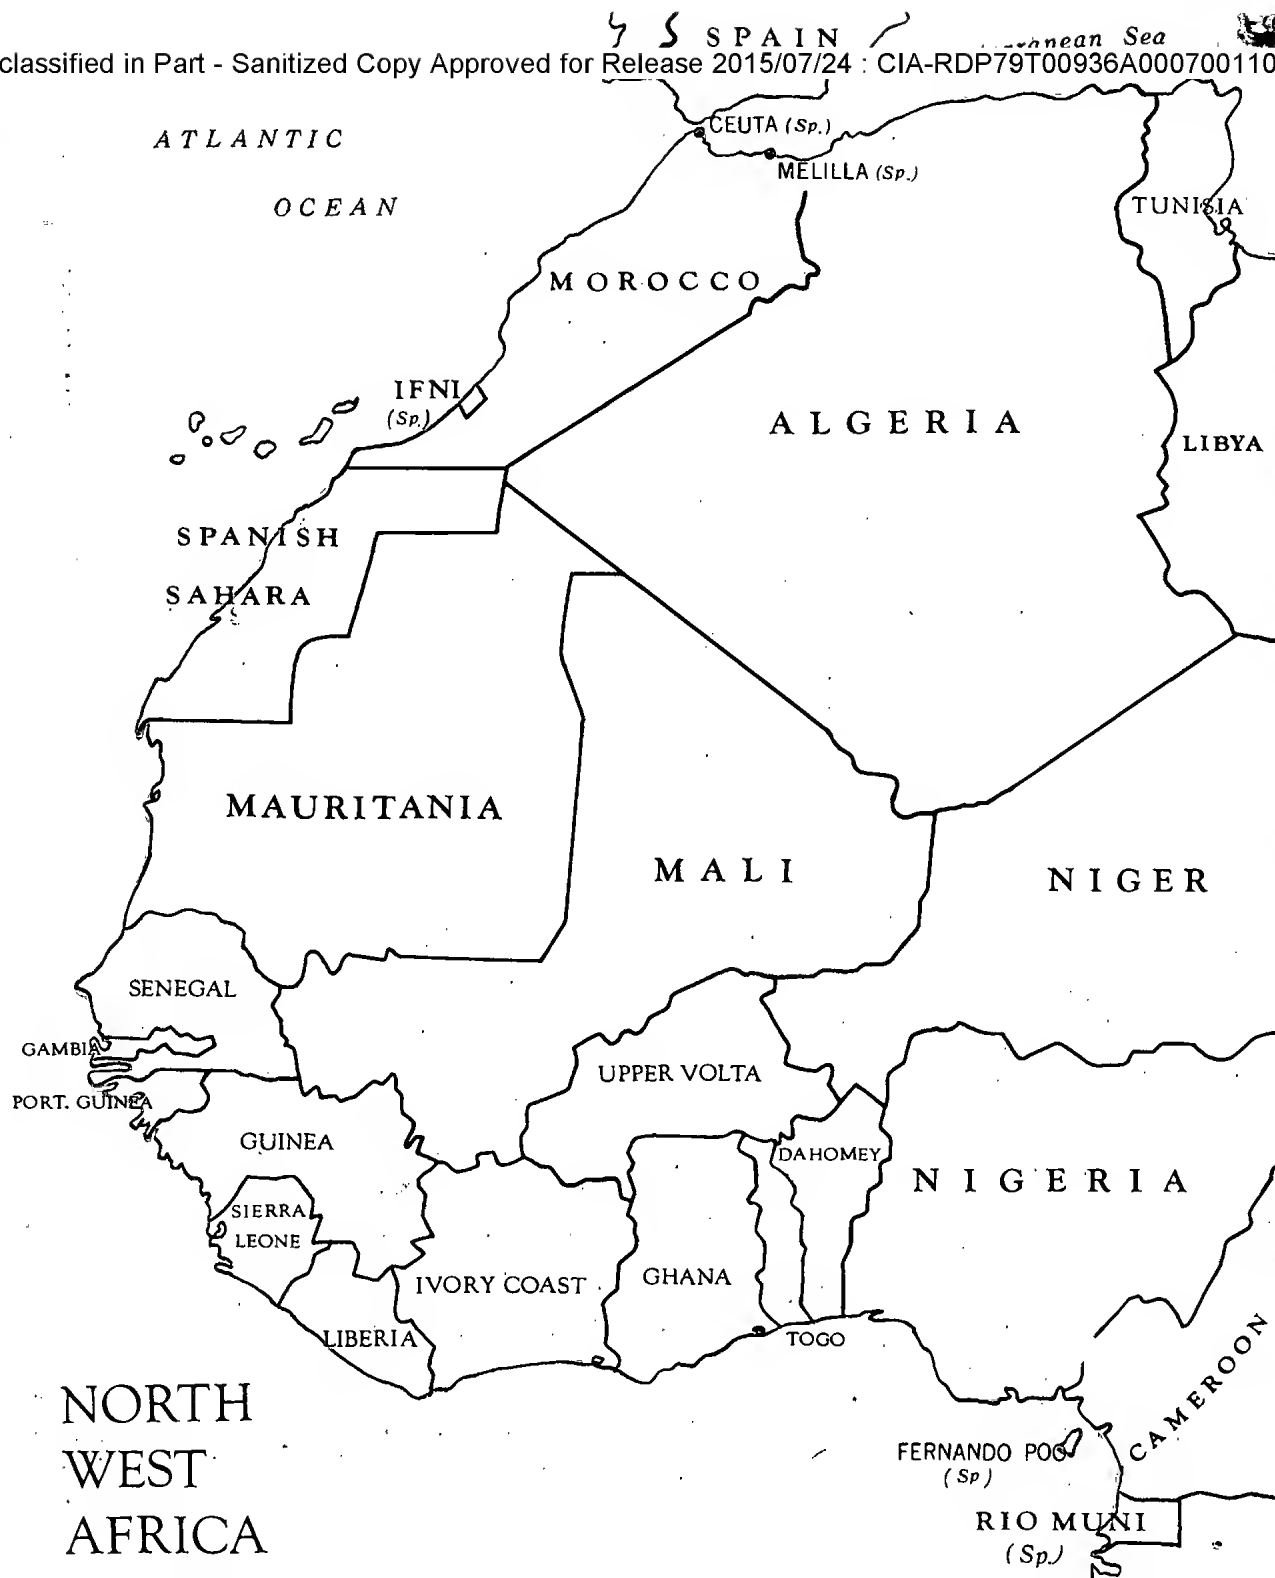 SPAIN
Sea
classified in Part - Sanitized Copy Approved for Release 2015/07/24 : CIA-RDP79T00936A000700110
CEUTA (Sp.)
ATLANTIC
MELILLA (Sp.)
OCEAN
TUNISIA
MOROCCO
IFNI
(Sp.)
ALGERIA
LIBYA
SPANISH
SAHARA
MAURITANIA
MALI
NIGER
SENEGAL
GAMBIA
UPPER VOLTA
PORT. GUINEA
GUINEA
DAHOMEY
NIGERIA
SIERRA
LEONE
IVORY COAST
GHANA
LIBERIA
TOGO
CAMEROON
NORTH
WEST
AFRICA
FERNANDO POO
(Sp)
RIO MUNI
(Sp.)